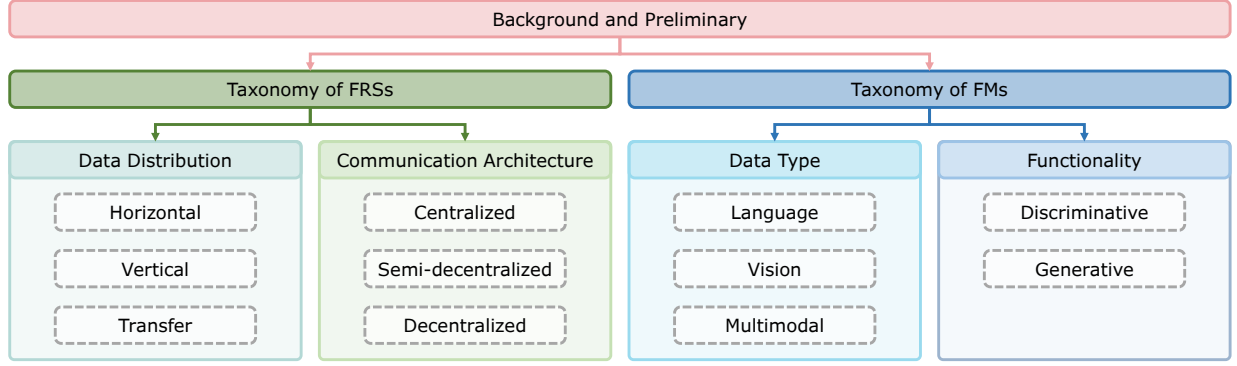 Background and Preliminary
Taxonomy of FRSs
Taxonomy of FMs
Data Distribution
Horizontal
Vertical
Transfer
Communication Architecture
Centralized
Semi-decentralized
Decentralized
Data Type
Language
Vision
Multimodal
Functionality
Discriminative
Generative